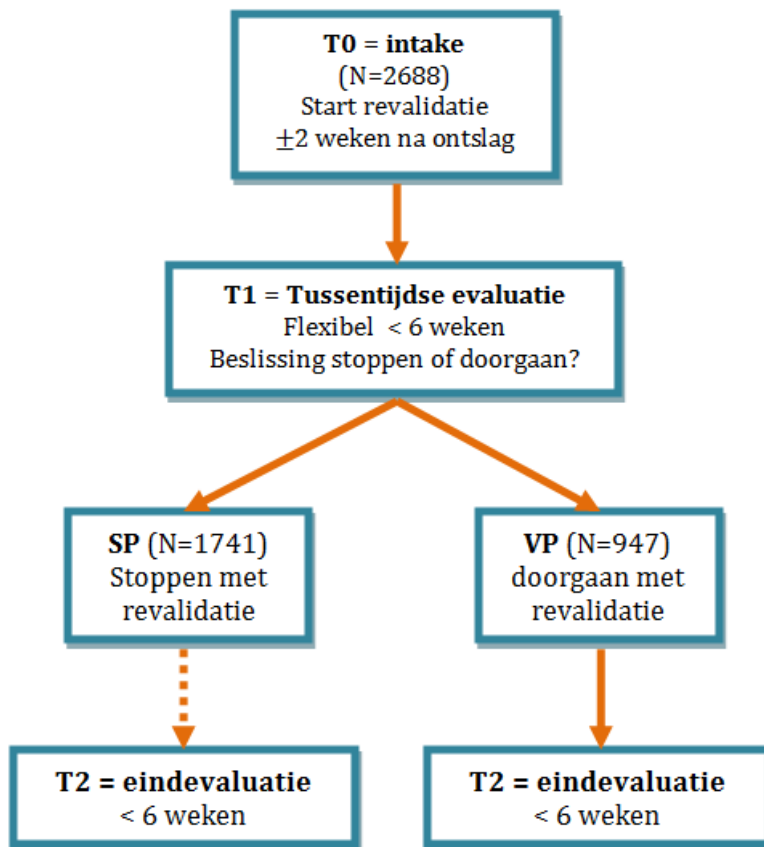 T0 = intake
(N=2688)
Start revalidatie
±2 weken na ontslag
T1 = Tussentijdse evaluatie
Flexibel < 6 weken
Beslissing stoppen of doorgaan?
SP (N=1741)
Stoppen met
revalidatie
VP (N=947)
doorgaan met
revalidatie
T2 = eindevaluatie
< 6 weken
T2 = eindevaluatie
< 6 weken